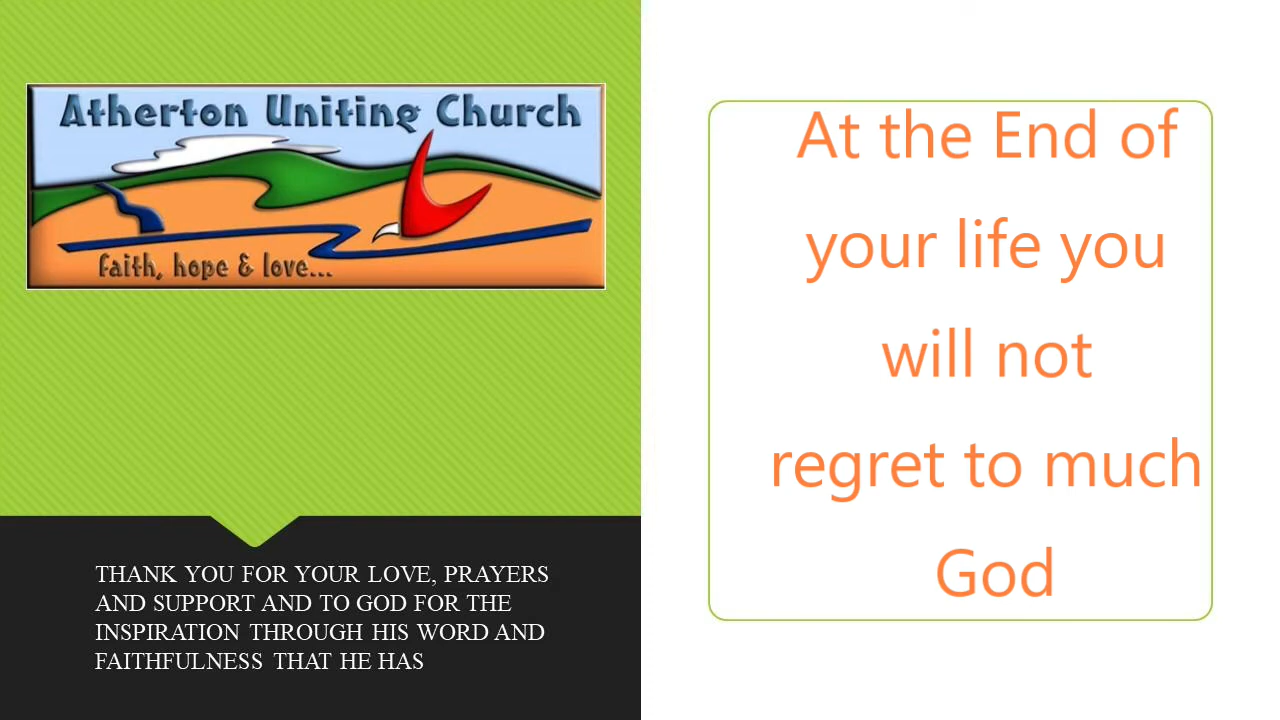 Atherton Uniting Church
faith, hope & love...
THANK YOU FOR YOUR LOVE, PRAYERS
AND SUPPORT AND TO GOD FOR THE
INSPIRATION THROUGH HIS WORD AND
FAITHFULNESS THAT HE HAS
At the End of
your life you
will not
regret to much
God